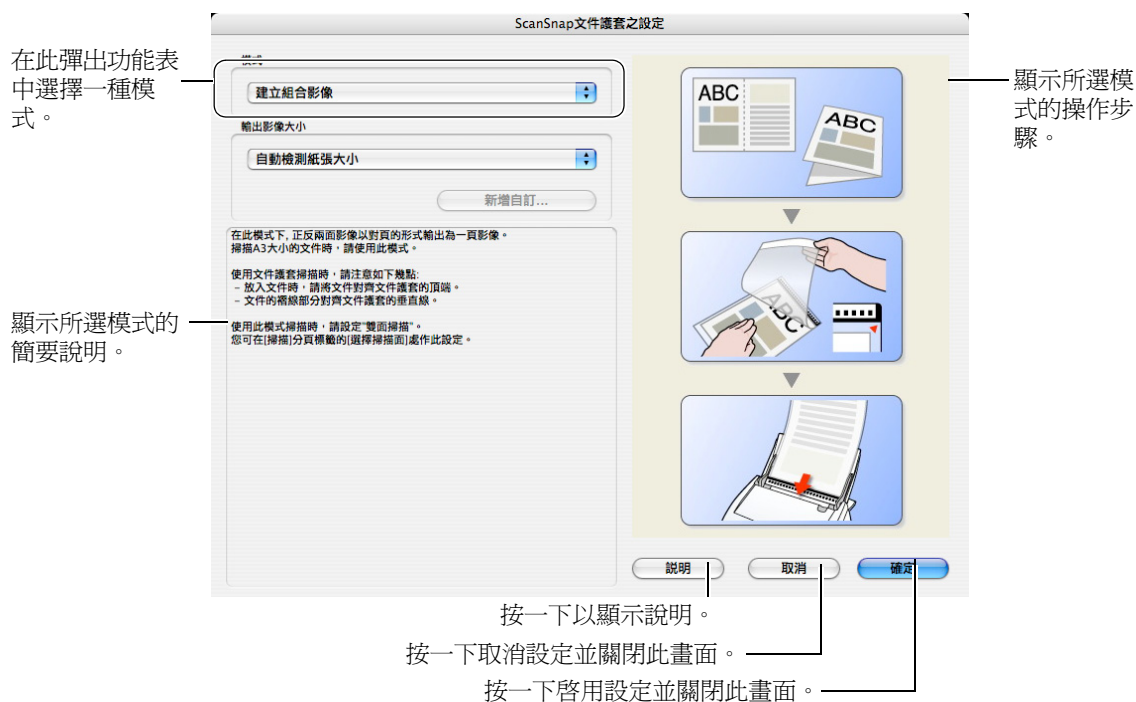 ScanSnap文件護套之設定
在此彈出功能表
中選擇一種模
式。
模式
建立組合影像
輸出影像大小
自動檢測紙張大小
新增自訂...
在此模式下, 正反兩面影像以對頁的形式輸出為一頁影像。
掃描A3大小的文件時，請使用此模式。
使用文件護套掃描時，請注意如下幾點:
– 放入文件時，請將文件對齊文件護套的頂端。
– 文件的褶線部分對齊文件護套的垂直線。
使用此模式掃描時，請設定"雙面掃描"。
您可在[掃描]分頁標籤的[選擇掃描面]處作此設定。
顯示所選模式的
簡要說明。
ABC
ABC
ABC
顯示所選模
式的操作步
驟。
說明
取消
確定
按一下以顯示說明。
按一下取消設定並關閉此畫面。
按一下啓用設定並關閉此畫面。